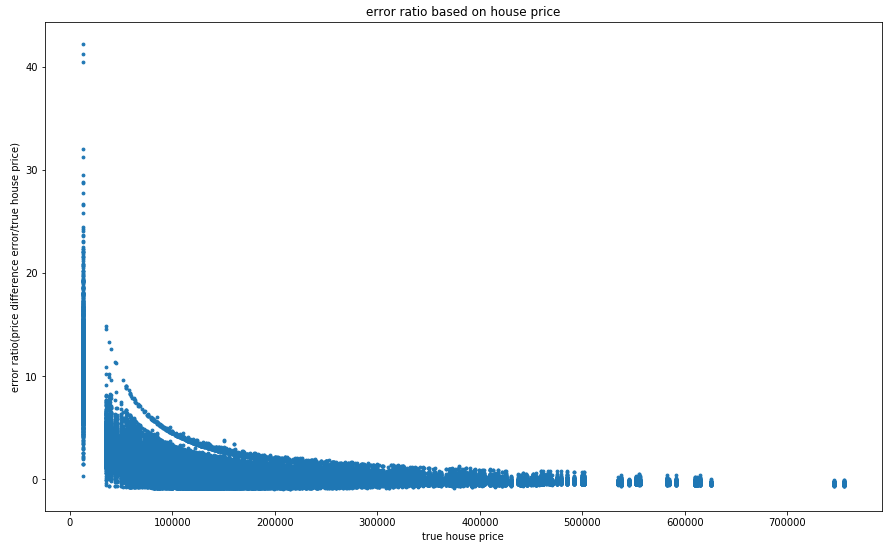 error ratio based on house price
error ratio(price difference error/true house price)
40
30
20
10
0
0 100000 200000 300000 400000 500000 600000 700000
true house price